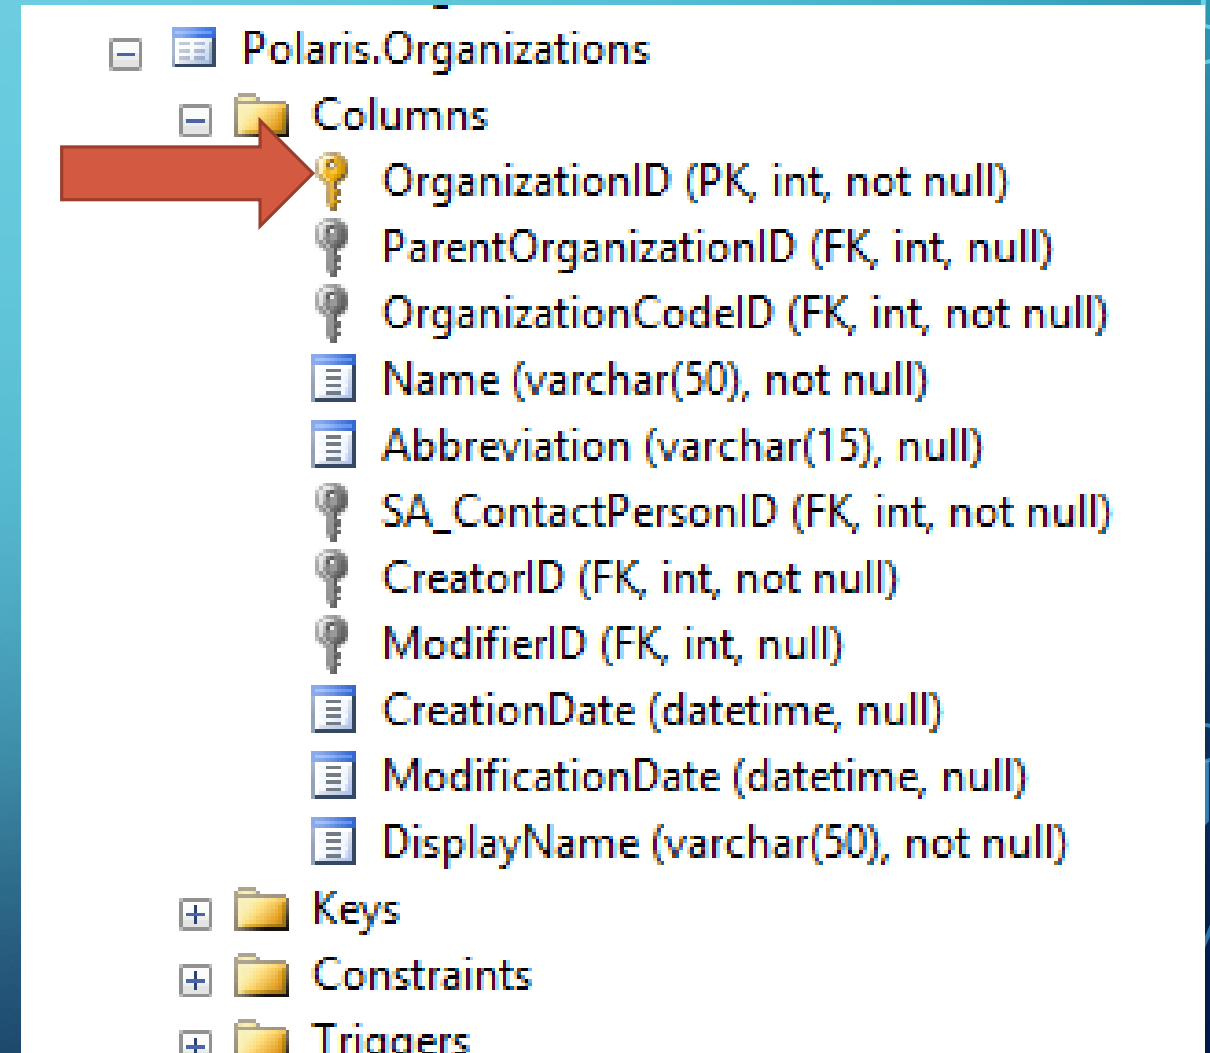 Polaris.Organizations
Columns
OrganizationID (PK, int, not null)
ParentOrganizationID (FK, int, null)
OrganizationCodeID (FK, int, not null)
Name (varchar(50), not null)
Abbreviation (varchar(15), null)
SA_ContactPersonID (FK, int, not null)
CreatorID (FK, int, not null)
ModifierID (FK, int, null)
CreationDate (datetime, null)
ModificationDate (datetime, null)
DisplayName (varchar(50), not null)
Keys
Constraints
Triggers